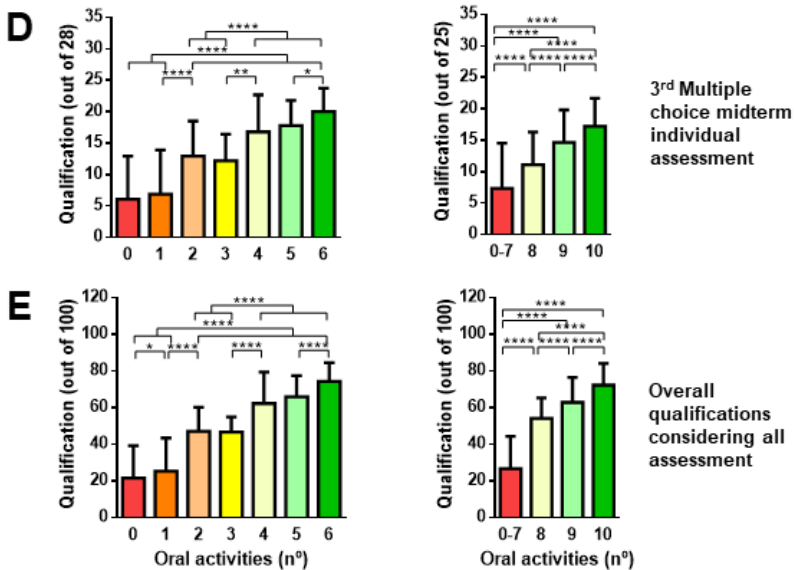 D
Qualification (out of 28)
35
30
25
20
15
10
5
0
0 1 2 3 4 5 6
****
****
****
**
*
Qualification (out of 25)
35
30
25
20
15
10
5
0
0-7 8 9 10
****
****
****
**** **** ****
3rd Multiple
choice midterm
individual
assessment
E
Qualification (out of 100)
120
100
80
60
40
20
0
0 1 2 3 4 5 6
Oral activities (nº)
****
****
* **** **** ****
Qualification (out of 100)
120
100
80
60
40
20
0
0-7 8 9 10
Oral activities (nº)
****
****
****
**** **** ****
Overall
qualifications
considering all
assessment